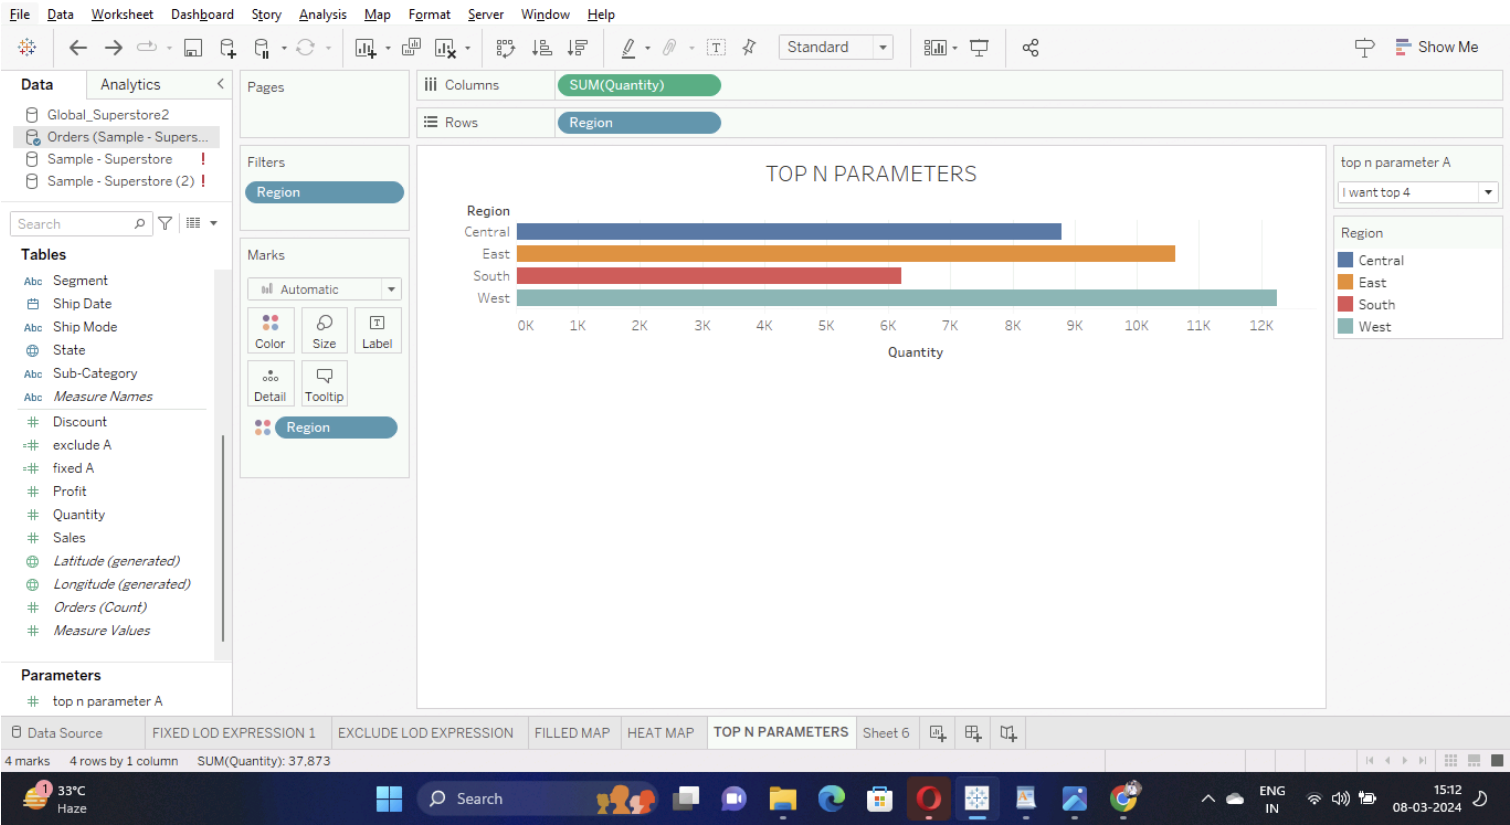 File Data Worksheet Dashboard Story Analysis Map Format Server Window Help
Standard
Show Me
Data Analytics
Global_Superstore2
Orders (Sample - Supers...
Sample - Superstore !
Sample - Superstore (2) !
Search
Tables
Abc Segment
Ship Date
Abc Ship Mode
State
Abc Sub-Category
Abc Measure Names
Discount
exclude A
fixed A
Profit
Quantity
Sales
Latitude (generated)
Longitude (generated)
Orders (Count)
Measure Values
Parameters
top n parameter A
Pages
Filters
Region
Marks
Automatic
Color Size Label
Detail Tooltip
Region
Columns SUM(Quantity)
Rows Region
TOP N PARAMETERS
Region
Central
East
South
West
0K 1K 2K 3K 4K 5K 6K 7K 8K 9K 10K 11K 12K
Quantity
top n parameter A
I want top 4
Region
Central
East
South
West
Data Source FIXED LOD EXPRESSION 1 EXCLUDE LOD EXPRESSION FILLED MAP HEAT MAP TOP N PARAMETERS Sheet 6
4 marks 4 rows by 1 column SUM(Quantity): 37,873
1
33°C
Haze
Search
ENG
IN
15:12
08-03-2024